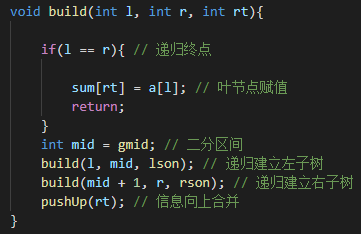 void build(int l, int r, int rt){
if(l == r){ // 递归终点
sum[rt] = a[l]; // 叶节点赋值
return;
}
int mid = gmid; // 二分区间
build(l, mid, lson); // 递归建立左子树
build(mid + 1, r, rson); // 递归建立右子树
pushUp(rt); // 信息向上合并
}